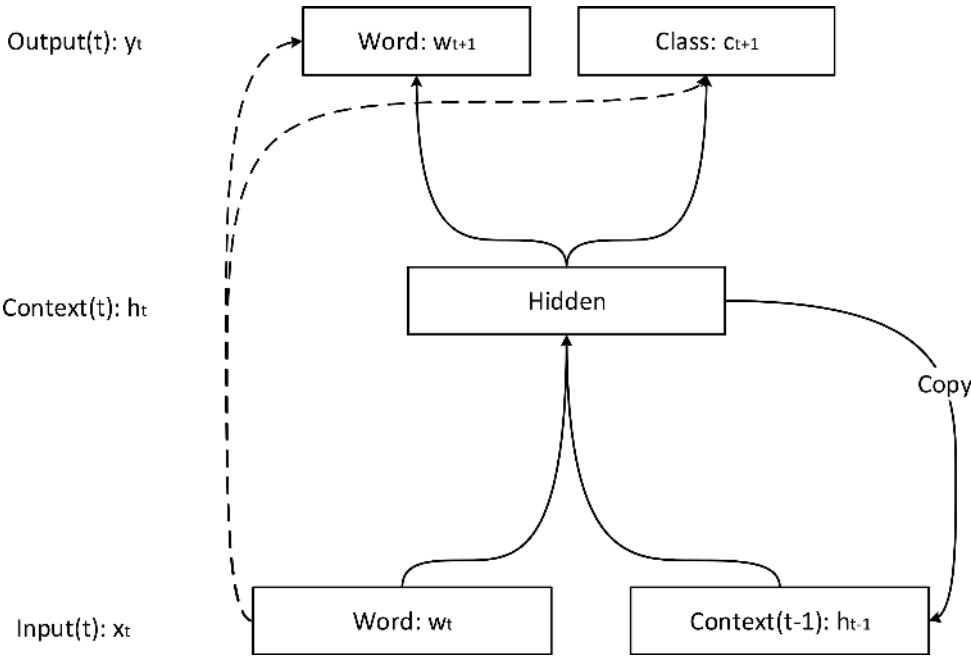 Output(t): yt
Word: wt+1
Class: ct+1
Context(t): ht
Hidden
Copy
Input(t): xt
Word: wt
Context(t-1): ht-1